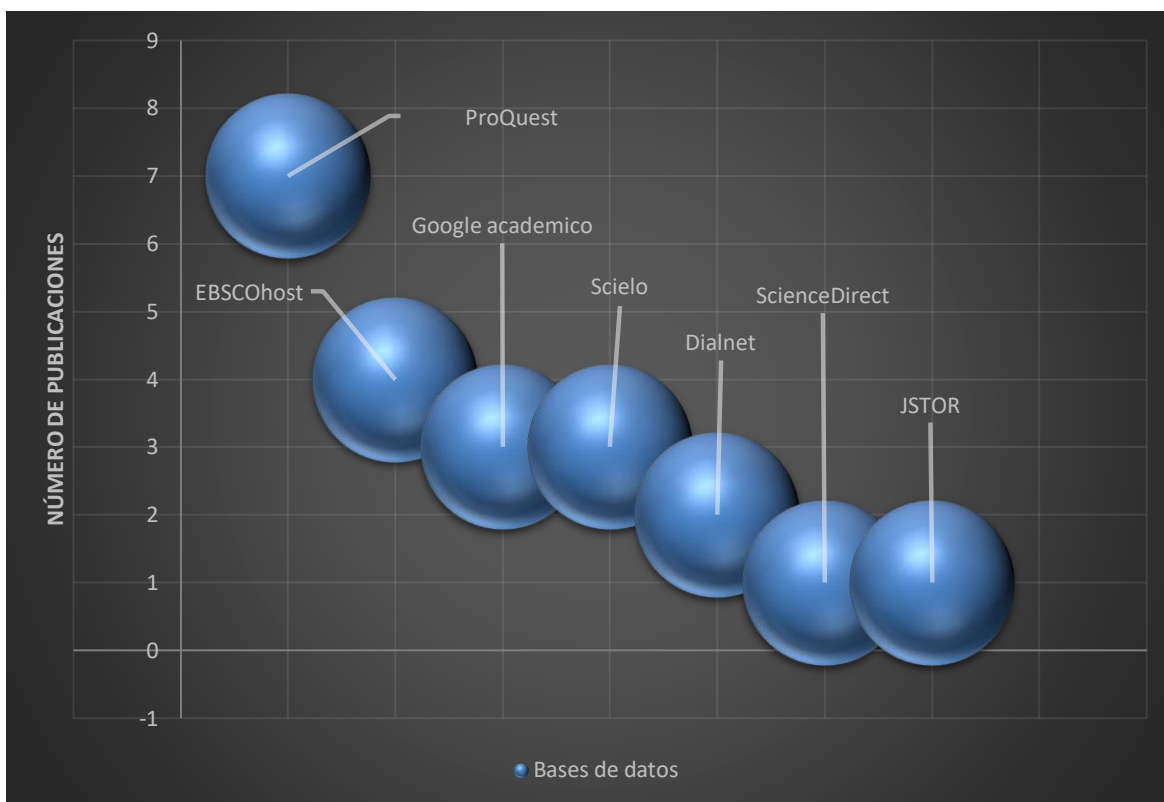 9
8
7
6
5
4
3
2
1
0
-1
NÚMERO DE PUBLICACIONES
ProQuest
Google academico
EBSCOhost
Scielo
ScienceDirect
Dialnet
JSTOR
Bases de datos